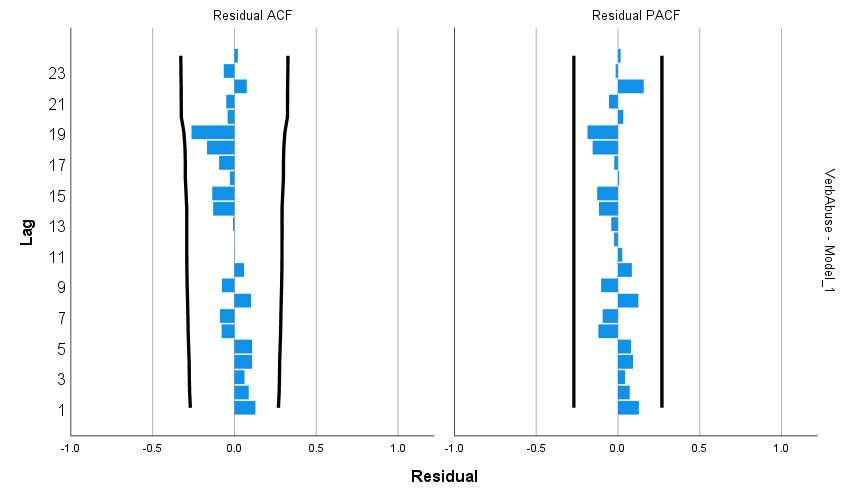 Residual ACF
Residual PACF
23
21
19
17
15
13
11
9
7
5
3
1
Lag
-1.0 -0.5 0.0 0.5 1.0
-1.0 -0.5 0.0 0.5 1.0
Residual
VerbAbuse - Model_1